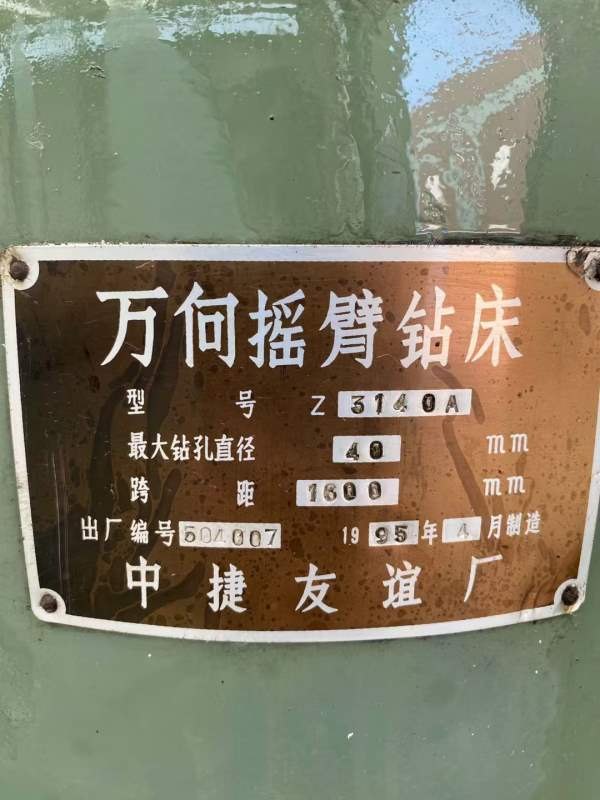 万向摇臂钻床
型号 Z 3140A
最大钻孔直径 40 mm
跨距 1600 mm
出厂编号 504007 1995年4月制造
中捷友谊厂